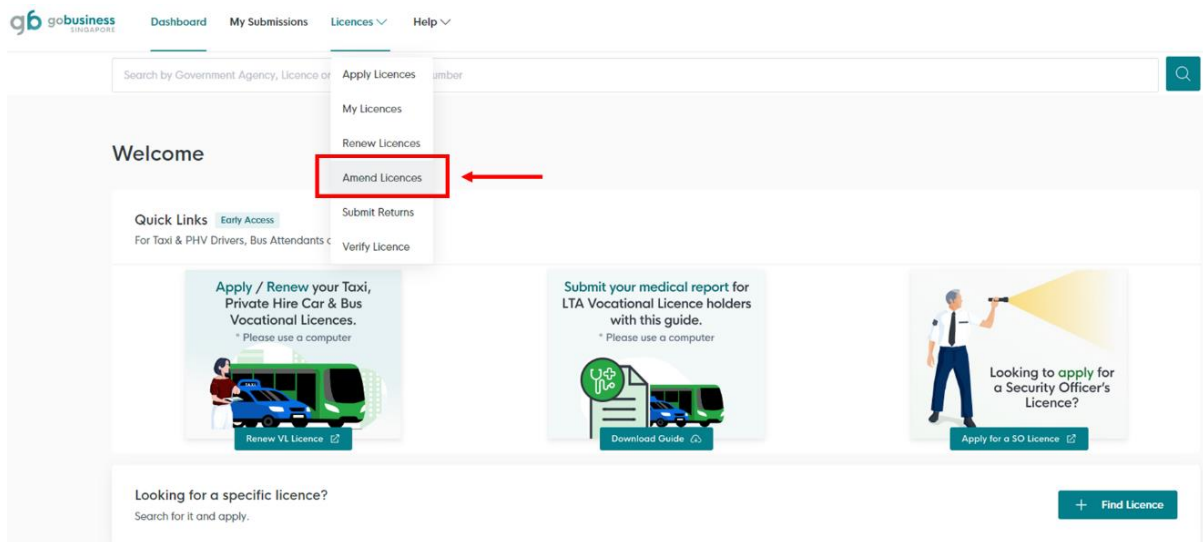 gobusiness
SINGAPORE
Dashboard
My Submissions
Licences
Help
Search by Government Agency, Licence or
umber
Apply Licences
My Licences
Renew Licences
Amend Licences
Submit Returns
Verify Licence
Welcome
Quick Links
Early Access
For Taxi & PHV Drivers, Bus Attendants
Apply / Renew your Taxi,
Private Hire Car & Bus
Vocational Licences.
* Please use a computer
TAXI
Renew VL Licence
Submit your medical report for
LTA Vocational Licence holders
with this guide.
* Please use a computer
Download Guide
Looking to apply for
a Security Officer's
Licence?
Apply for a SO Licence
Looking for a specific licence?
Search for it and apply.
+ Find Licence